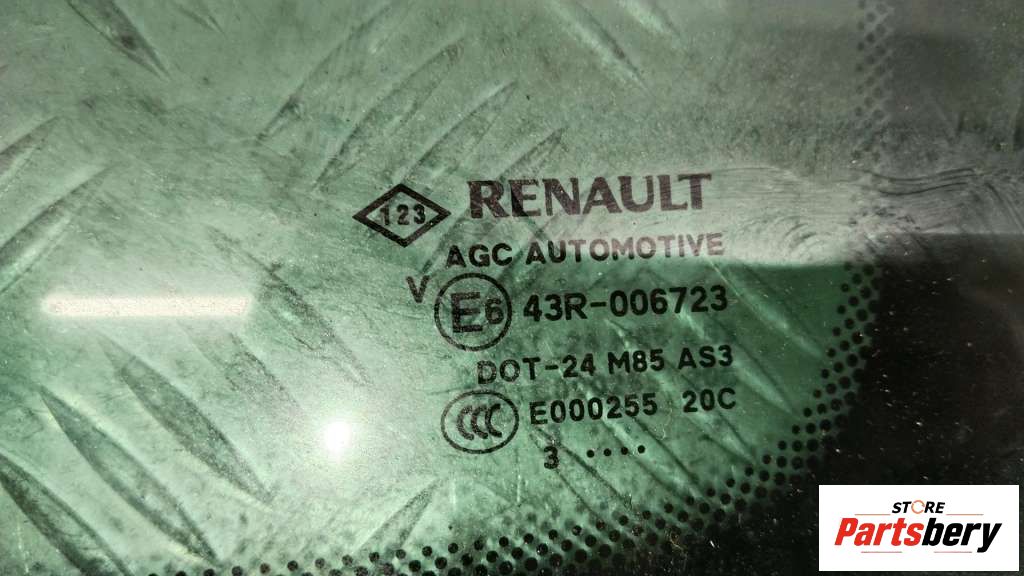 RENAULT
123
AGC AUTOMOTIVE
V E6 43R-006723
DOT-24 M85 AS3
CCC E000255 20C
3 ....
STORE
Partsbery